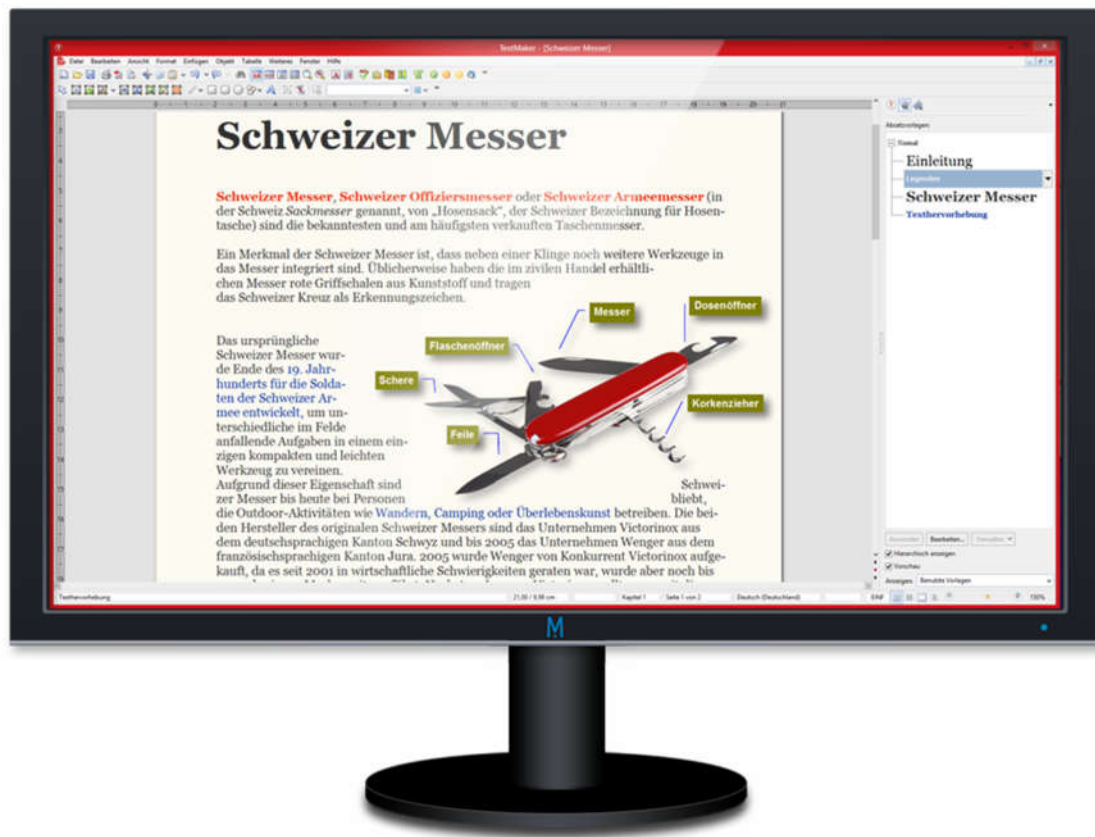 TextMaker - [Schweizer Messer]
Datei Bearbeiten Ansicht Format Einfügen Objekt Tabelle Weiteres Fenster Hilfe
Schweizer Messer
Schweizer Messer, Schweizer Offiziersmesser oder Schweizer Armeemesser (in
der Schweiz Sackmesser genannt, von „Hosensack“, der Schweizer Bezeichnung für Hosen-
tasche) sind die bekanntesten und am häufigsten verkauften Taschenmesser.
Ein Merkmal der Schweizer Messer ist, dass neben einer Klinge noch weitere Werkzeuge in
das Messer integriert sind. Üblicherweise haben die im zivilen Handel erhältli-
chen Messer rote Griffschalen aus Kunststoff und tragen
das Schweizer Kreuz als Erkennungszeichen.
Messer
Dosenöffner
Flaschenöffner
Schere
Korkenzieher
Feile
Das ursprüngliche
Schweizer Messer wur-
de Ende des 19. Jahr-
hunderts für die Solda-
ten der Schweizer Ar-
mee entwickelt, um un-
terschiedliche im Felde
anfallende Aufgaben in einem ein-
zigen kompakten und leichten
Werkzeug zu vereinen.
Aufgrund dieser Eigenschaft sind Schwei-
zer Messer bis heute bei Personen bliebt,
die Outdoor-Aktivitäten wie Wandern, Camping oder Überlebenskunst betreiben. Die bei-
den Hersteller des originalen Schweizer Messers sind das Unternehmen Victorinox aus
dem deutschsprachigen Kanton Schwyz und bis 2005 das Unternehmen Wenger aus dem
französischsprachigen Kanton Jura. 2005 wurde Wenger von Konkurrent Victorinox aufge-
kauft, da es seit 2001 in wirtschaftliche Schwierigkeiten geraten war, wurde aber noch bis
Absatzvorlagen:
Normal
Einleitung
Legenden
Schweizer Messer
Texthervorhebung
Anwenden Bearbeiten... Verwalten
Hierarchisch anzeigen
Vorschau
Anzeigen: Benutzte Vorlagen
Texthervorhebung
Kapitel 1 Seite 1 von 2 Deutsch (Deutschland) EINF 150%
M